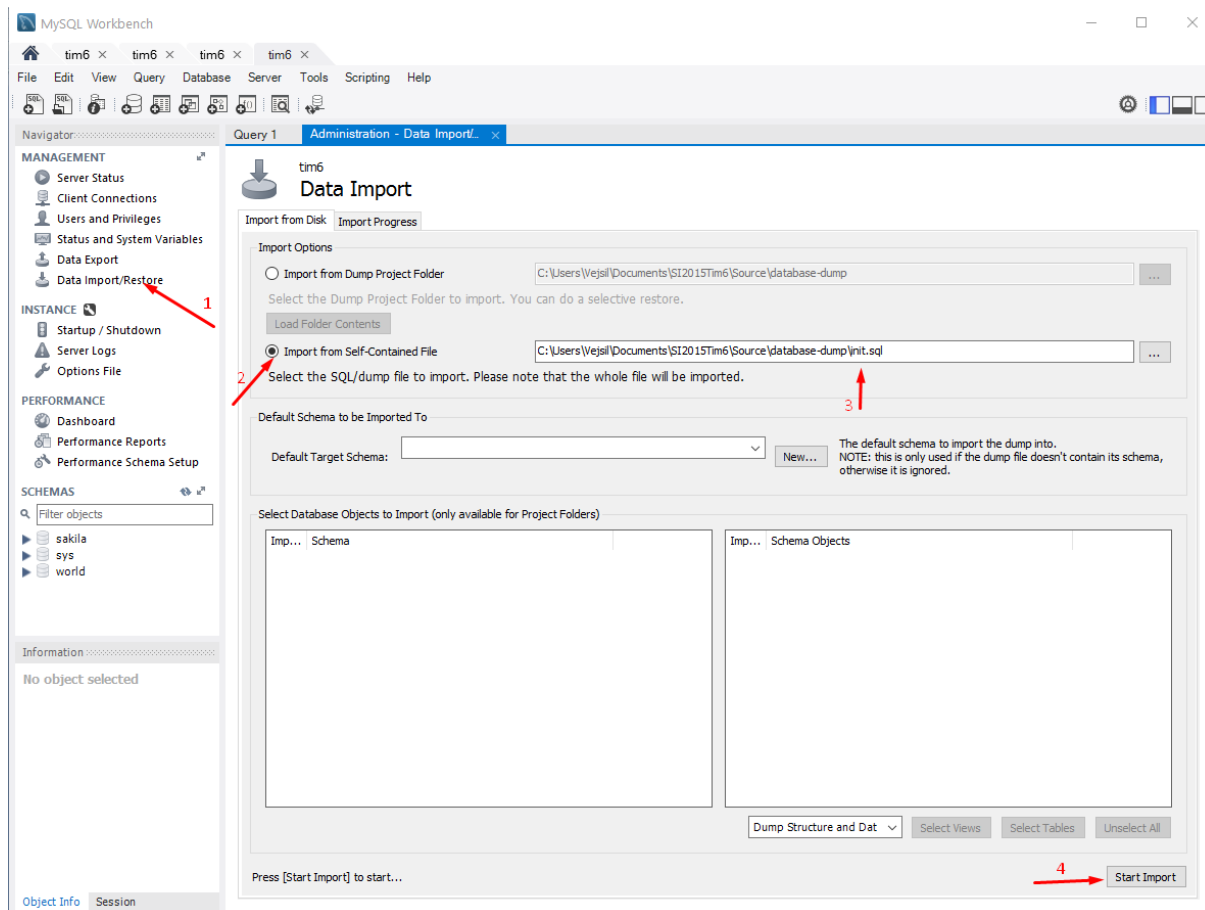 MySQL Workbench
tim6 tim6 tim6 tim6
File Edit View Query Database Server Tools Scripting Help
Navigator
MANAGEMENT
Server Status
Client Connections
Users and Privileges
Status and System Variables
Data Export
Data Import/Restore
1
INSTANCE
Startup / Shutdown
Server Logs
Options File
PERFORMANCE
Dashboard
Performance Reports
Performance Schema Setup
SCHEMAS
Filter objects
sakila
sys
world
Information
No object selected
Object Info Session
Query 1 Administration - Data Import/...
tim6
Data Import
Import from Disk Import Progress
Import Options
Import from Dump Project Folder C:\Users\Vejsil\Documents\SI2015Tim6\Source\database-dump ...
Select the Dump Project Folder to import. You can do a selective restore.
Load Folder Contents
Import from Self-Contained File C:\Users\Vejsil\Documents\SI2015Tim6\Source\database-dump\init.sql ...
2
Select the SQL/dump file to import. Please note that the whole file will be imported.
3
Default Schema to be Imported To
Default Target Schema: New...
The default schema to import the dump into.
NOTE: this is only used if the dump file doesn't contain its schema,
otherwise it is ignored.
Select Database Objects to Import (only available for Project Folders)
Imp... Schema
Imp... Schema Objects
Dump Structure and Dat Select Views Select Tables Unselect All
Press [Start Import] to start...
4
Start Import